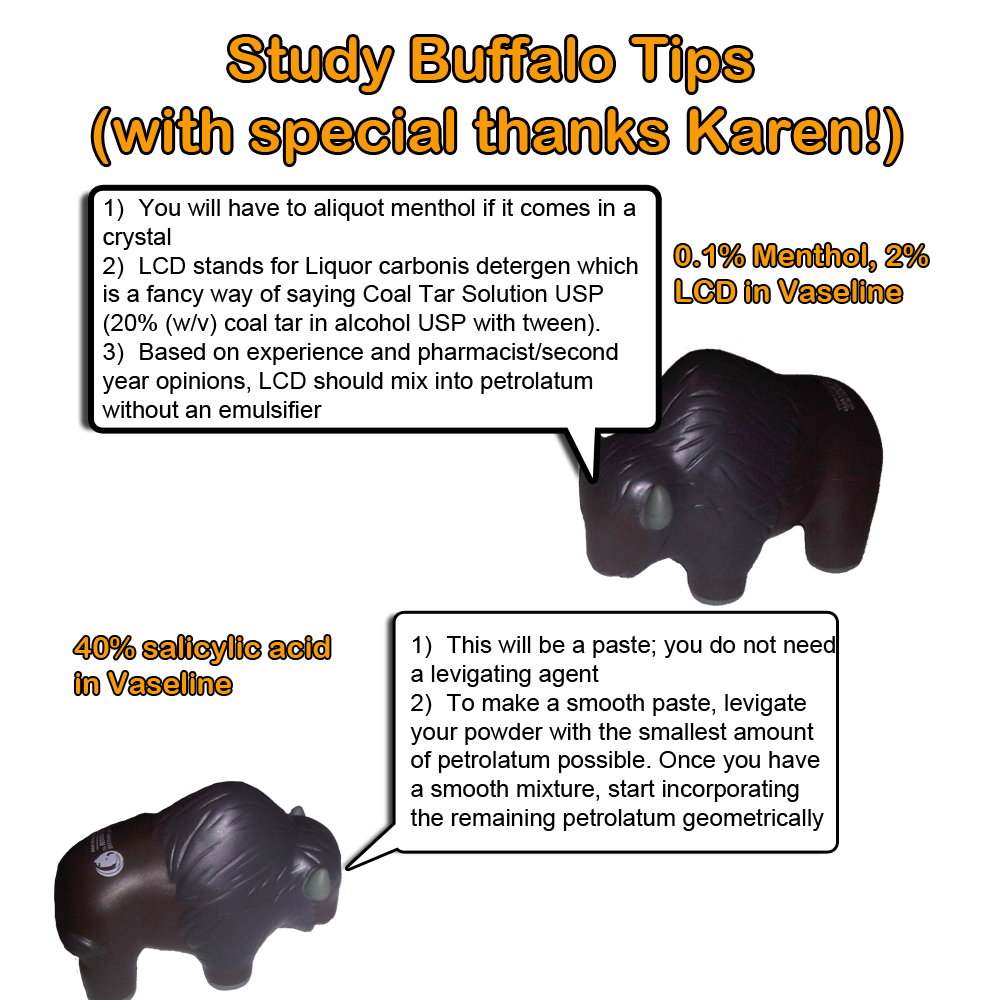 Study Buffalo Tips
(with special thanks Karen!)
1)  You will have to aliquot menthol if it comes in a
crystal
2)  LCD stands for Liquor carbonis detergen which
is a fancy way of saying Coal Tar Solution USP
(20% (w/v) coal tar in alcohol USP with tween).
3)  Based on experience and pharmacist/second
year opinions, LCD should mix into petrolatum
without an emulsifier
0.1% Menthol, 2%
LCD in Vaseline
40% salicylic acid
in Vaseline
1)  This will be a paste; you do not need
a levigating agent
2)  To make a smooth paste, levigate
your powder with the smallest amount
of petrolatum possible. Once you have
a smooth mixture, start incorporating
the remaining petrolatum geometrically